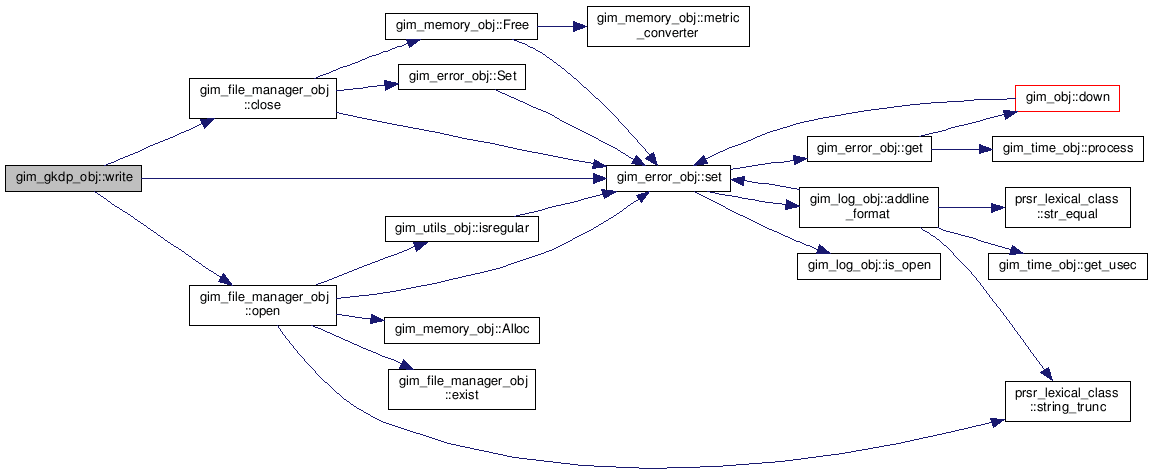 gim_gkdp_obj::write
gim_file_manager_obj
::close
gim_file_manager_obj
::open
gim_memory_obj::Free
gim_error_obj::Set
gim_utils_obj::isregular
gim_memory_obj::Alloc
gim_file_manager_obj
::exist
gim_memory_obj::metric
_converter
gim_error_obj::set
gim_error_obj::get
gim_log_obj::addline
_format
gim_log_obj::is_open
gim_obj::down
gim_time_obj::process
prsr_lexical_class
::str_equal
gim_time_obj::get_usec
prsr_lexical_class
::string_trunc